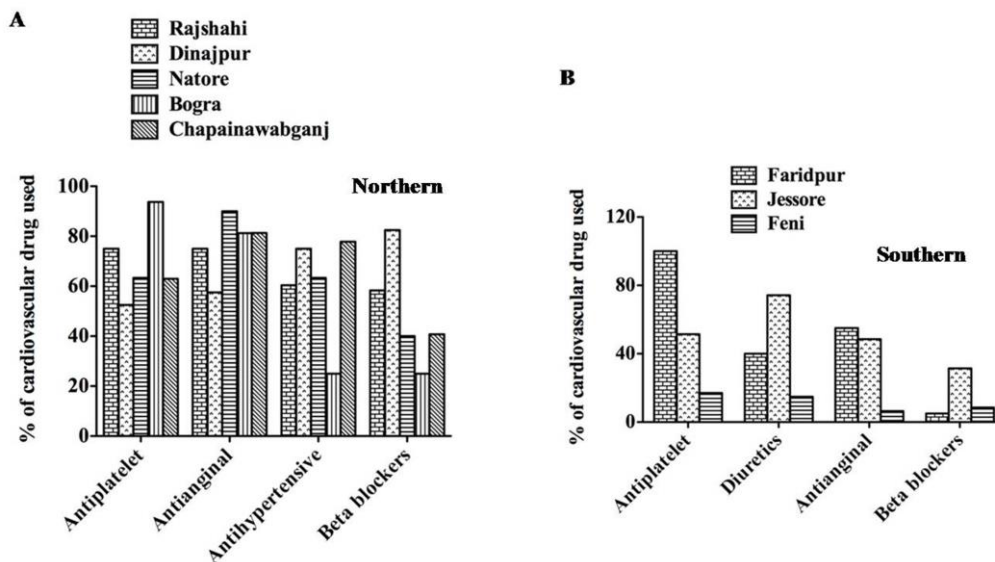 A
Rajshahi
Dinajpur
Natore
Bogra
Chapainawabganj
Northern
% of cardiovascular drug used
100
80
60
40
20
0
Antiplatelet
Antianginal
Antihypertensive
Beta blockers
B
Faridpur
Jessore
Feni
Southern
% of cardiovascular drug used
120
80
40
0
Antiplatelet
Diuretics
Antianginal
Beta blockers